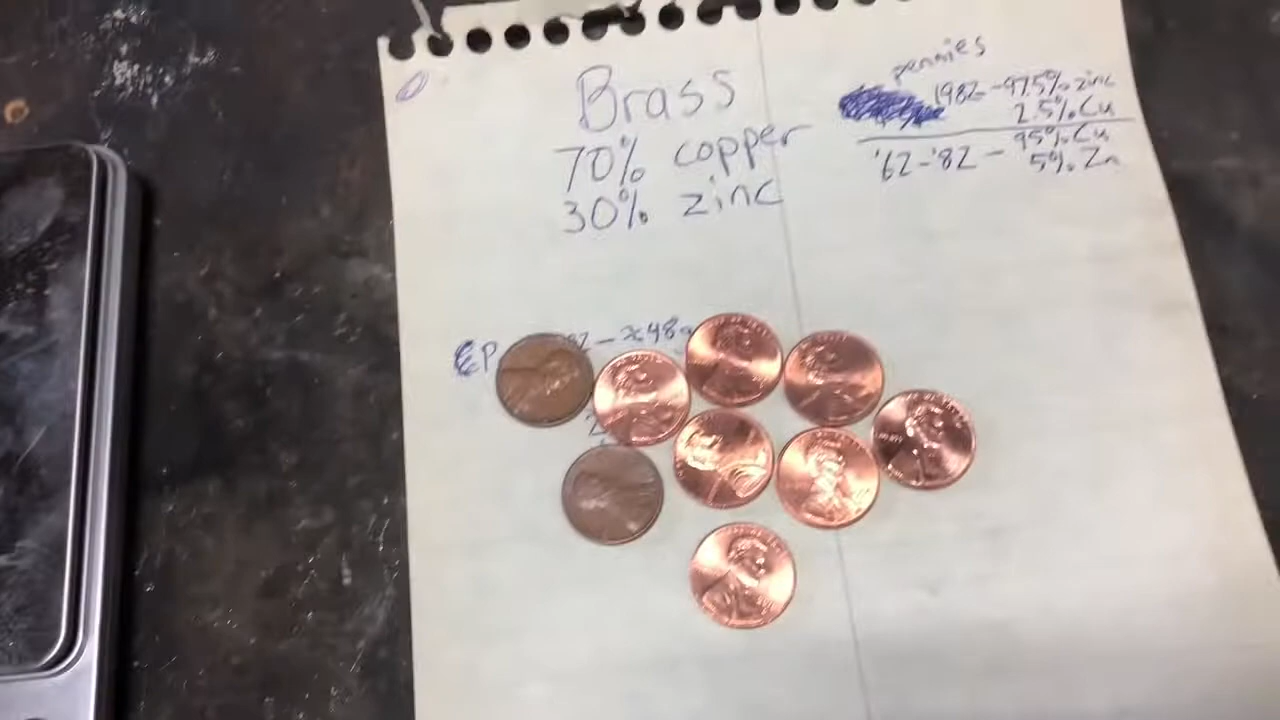 Brass
70% copper
30% zinc
pennies
1982 - 97.5% zinc
2.5% Cu
'62-'82 - 95% Cu
5% Zn